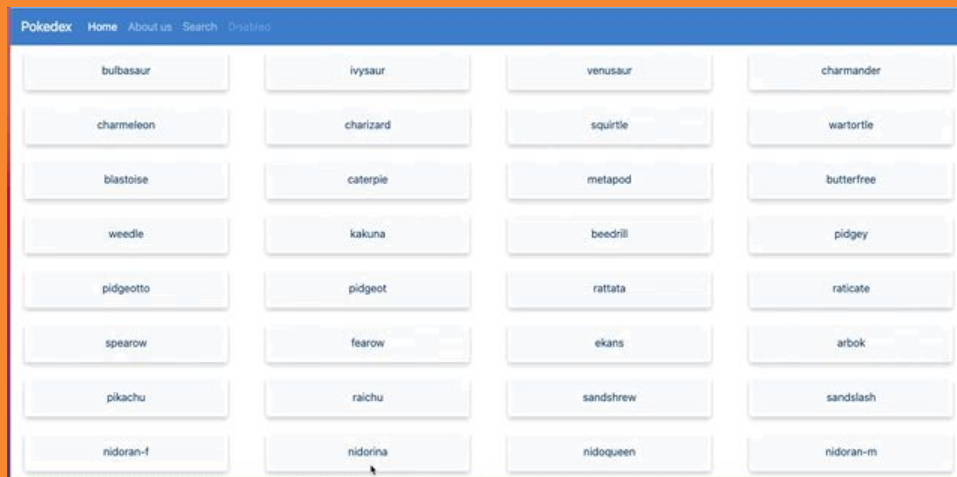 Pokedex Home About us Search Disabled
bulbasaur ivysaur venusaur charmander
charmeleon charizard squirtle wartortle
blastoise caterpie metapod butterfree
weedle kakuna beedrill pidgey
pidgeotto pidgeot rattata raticate
spearow fearow ekans arbok
pikachu raichu sandshrew sandslash
nidoran-f nidorina nidoqueen nidoran-m